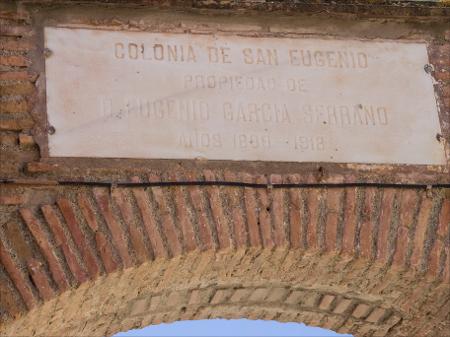 COLONIA DE SAN EUGENIO
PROPIEDAD DE
D. EUGENIO GARCIA SERRANO
AÑOS 1899 - 1918